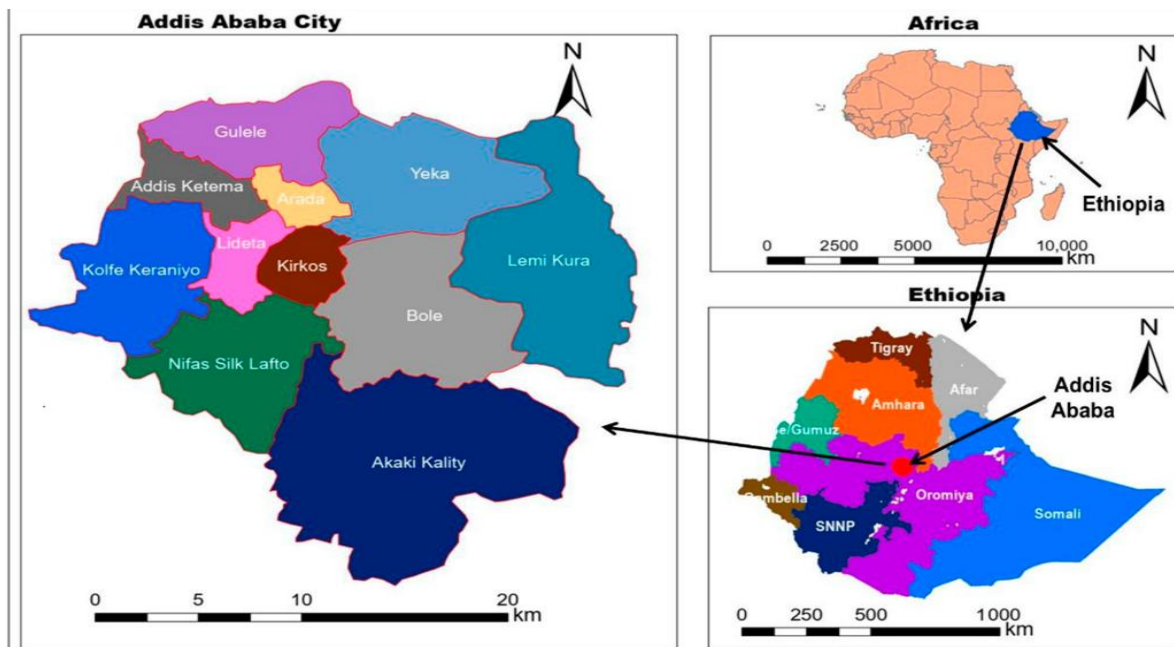 Addis Ababa City
N
Gulele
Yeka
Addis Ketema
Arada
Lideta
Kolfe Keraniyo
Kirkos
Lemi Kura
Bole
Nifas Silk Lafto
Akaki Kality
0 5 10 20
km
Africa
N
Ethiopia
0 2500 5000 10,000
km
Ethiopia
N
Tigray
Afar
Addis
Ababa
Amhara
e/Gumuz
Oromiya
Gambella
SNNP
Somali
0 250 500 1000
km